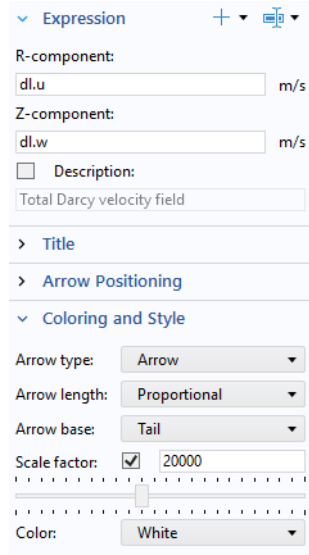 Expression
R-component:
dl.u m/s
Z-component:
dl.w m/s
Description:
Total Darcy velocity field
Title
Arrow Positioning
Coloring and Style
Arrow type: Arrow
Arrow length: Proportional
Arrow base: Tail
Scale factor: 20000
Color: White